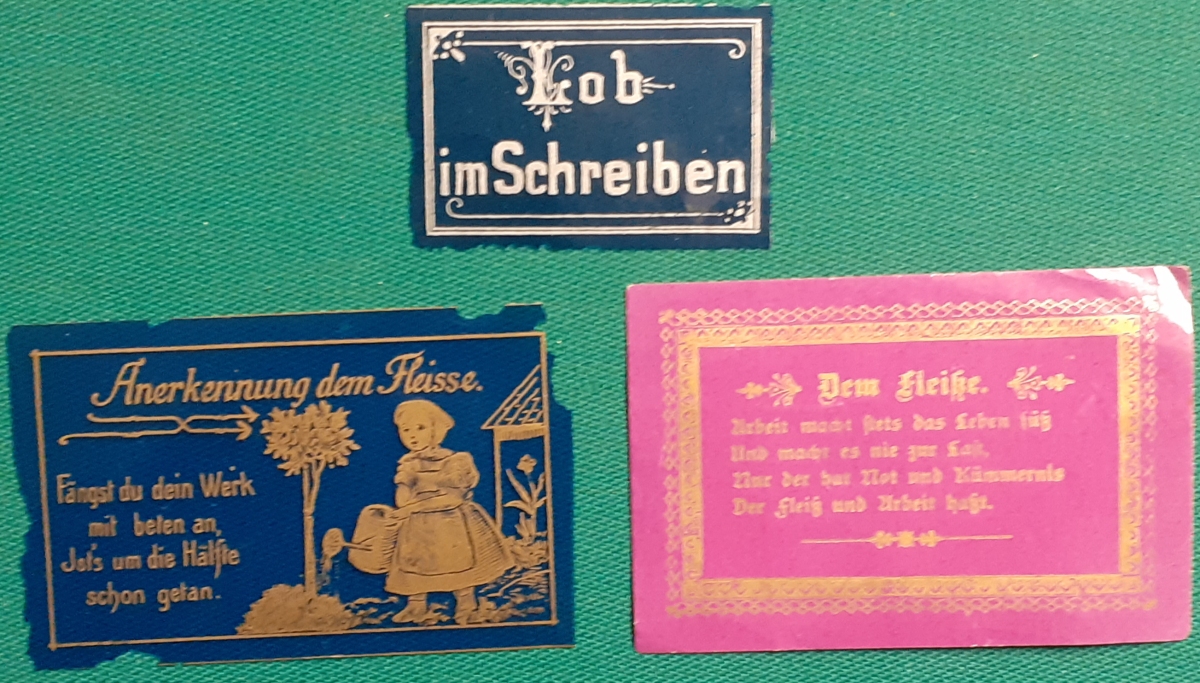 Lob
im Schreiben
Anerkennung dem Fleisse.
Fängst du dein Werk
mit beten an,
Jst's um die Hälfte
schon getan.
Dem Fleiße.
Arbeit macht stets das Leben süß
Und macht es nie zur Last,
Nur der hat Not und Kümmernis
Der Fleiß und Arbeit haßt.